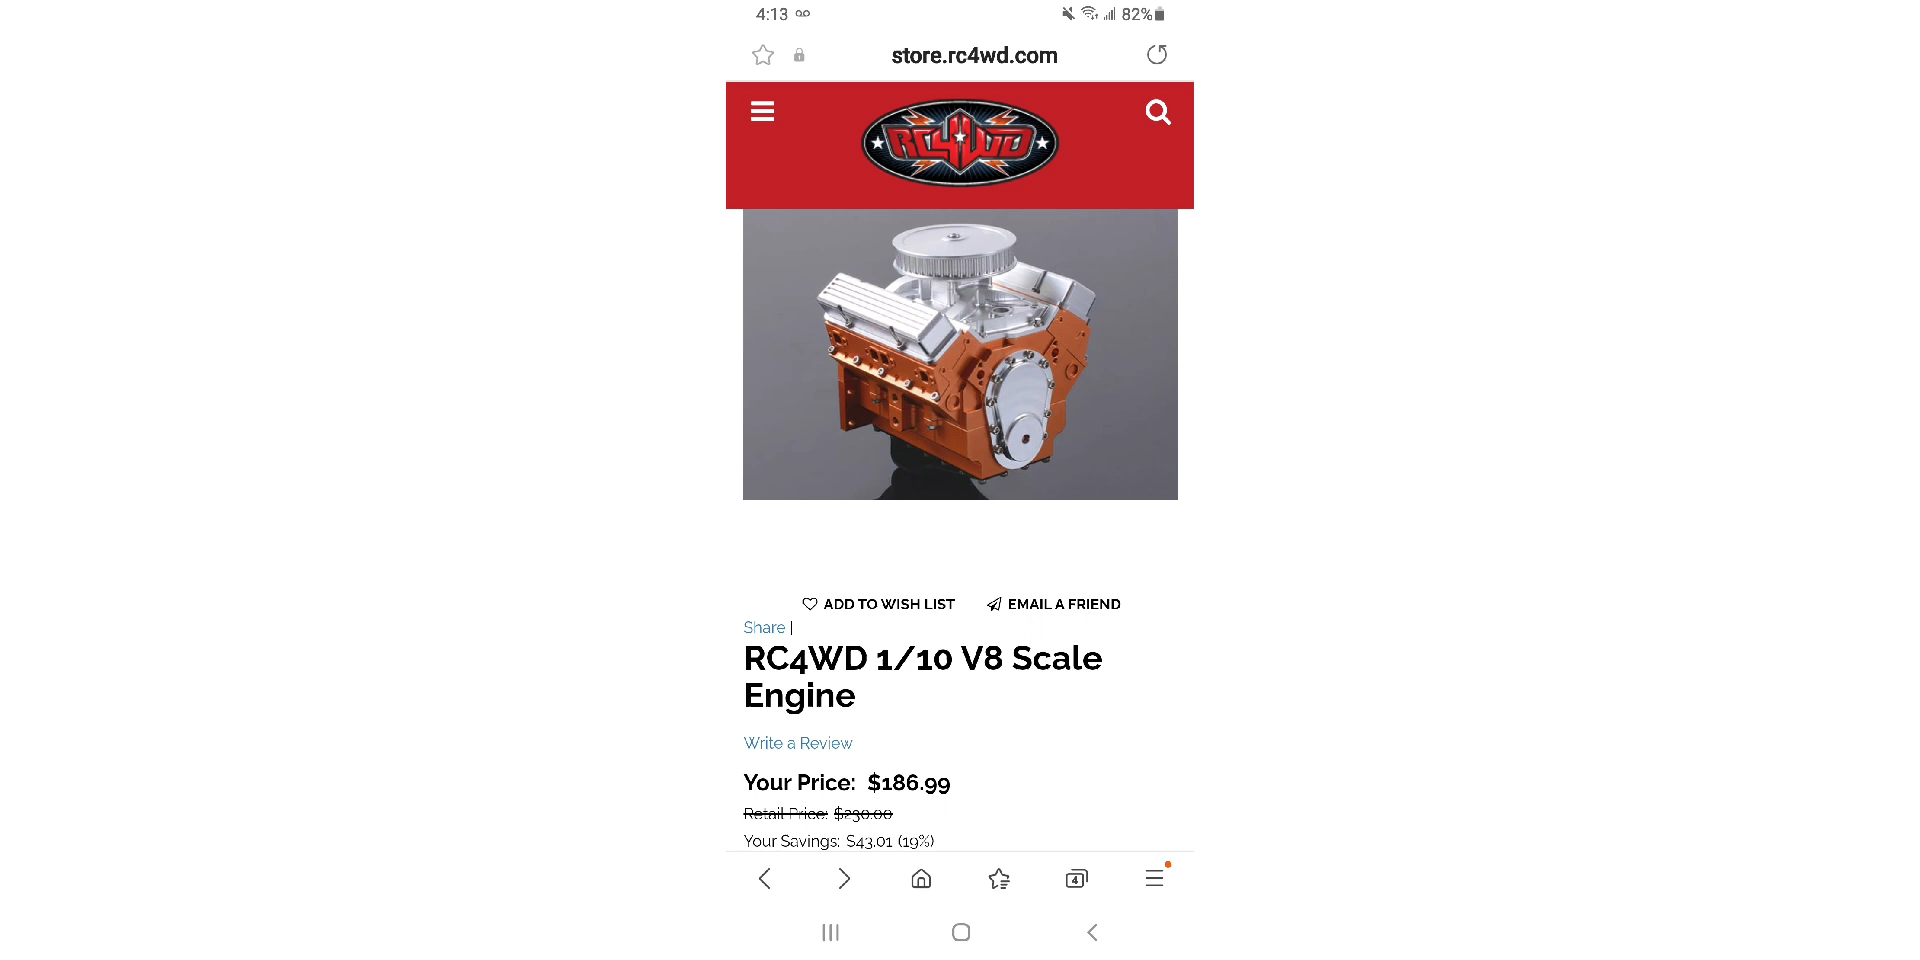 4:13
82%
store.rc4wd.com
RC4WD
ADD TO WISH LIST EMAIL A FRIEND
Share |
RC4WD 1/10 V8 Scale
Engine
Write a Review
Your Price: $186.99
Retail Price: $230.00
Your Savings: $43.01 (19%)
4